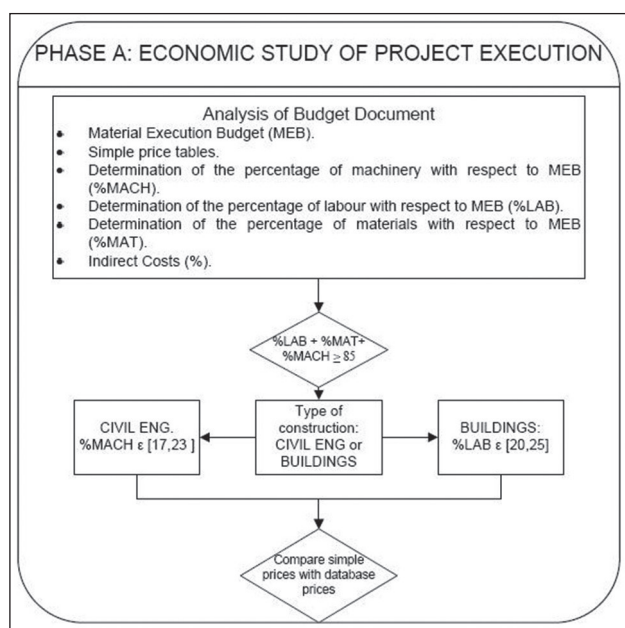 PHASE A: ECONOMIC STUDY OF PROJECT EXECUTION
Analysis of Budget Document
• Material Execution Budget (MEB).
• Simple price tables.
• Determination of the percentage of machinery with respect to MEB
(%MACH).
• Determination of the percentage of labour with respect to MEB (%LAB).
• Determination of the percentage of materials with respect to MEB
(%MAT).
• Indirect Costs (%).
%LAB + %MAT+
%MACH ≥ 85
CIVIL ENG.
%MACH ε [17,23 ]
Type of
construction:
CIVIL ENG or
BUILDINGS
BUILDINGS:
%LAB ε [20,25]
Compare simple
prices with database
prices